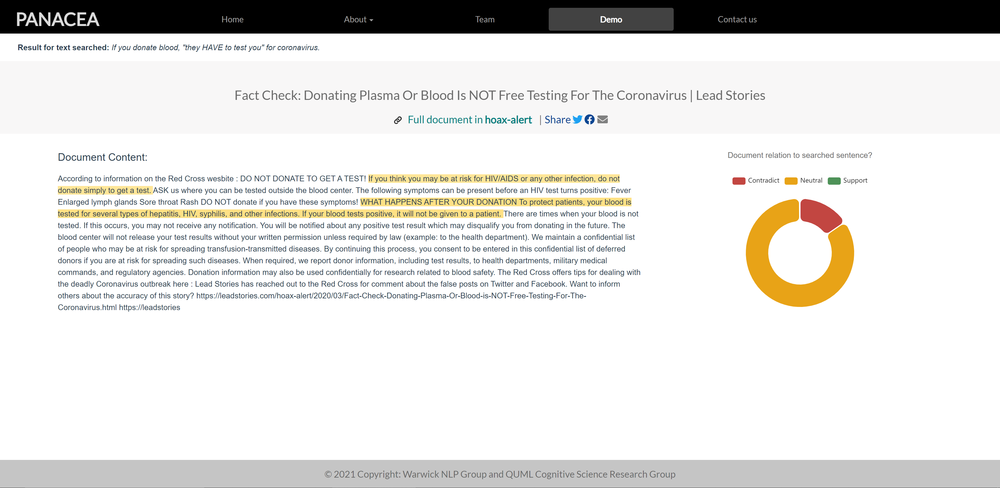 PANACEA
Home
About
Team
Demo
Contact us
Result for text searched: If you donate blood, "they HAVE to test you" for coronavirus.
Fact Check: Donating Plasma Or Blood Is NOT Free Testing For The Coronavirus | Lead Stories
Full document in hoax-alert | Share
Document Content:
According to information on the Red Cross wesbite : DO NOT DONATE TO GET A TEST! If you think you may be at risk for HIV/AIDS or any other infection, do not
donate simply to get a test. ASK us where you can be tested outside the blood center. The following symptoms can be present before an HIV test turns positive: Fever
Enlarged lymph glands Sore throat Rash DO NOT donate if you have these symptoms! WHAT HAPPENS AFTER YOUR DONATION To protect patients, your blood is
tested for several types of hepatitis, HIV, syphilis, and other infections. If your blood tests positive, it will not be given to a patient. There are times when your blood is not
tested. If this occurs, you may not receive any notification. You will be notified about any positive test result which may disqualify you from donating in the future. The
blood center will not release your test results without your written permission unless required by law (example: to the health department). We maintain a confidential list
of people who may be at risk for spreading transfusion-transmitted diseases. By continuing this process, you consent to be entered in this confidential list of deferred
donors if you are at risk for spreading such diseases. When required, we report donor information, including test results, to health departments, military medical
commands, and regulatory agencies. Donation information may also be used confidentially for research related to blood safety. The Red Cross offers tips for dealing with
the deadly Coronavirus outbreak here : Lead Stories has reached out to the Red Cross for comment about the false posts on Twitter and Facebook. Want to inform
others about the accuracy of this story? https://leadstories.com/hoax-alert/2020/03/Fact-Check-Donating-Plasma-Or-Blood-is-NOT-Free-Testing-For-The-
Coronavirus.html https://leadstories
Document relation to searched sentence?
Contradict
Neutral
Support
© 2021 Copyright: Warwick NLP Group and QUML Cognitive Science Research Group